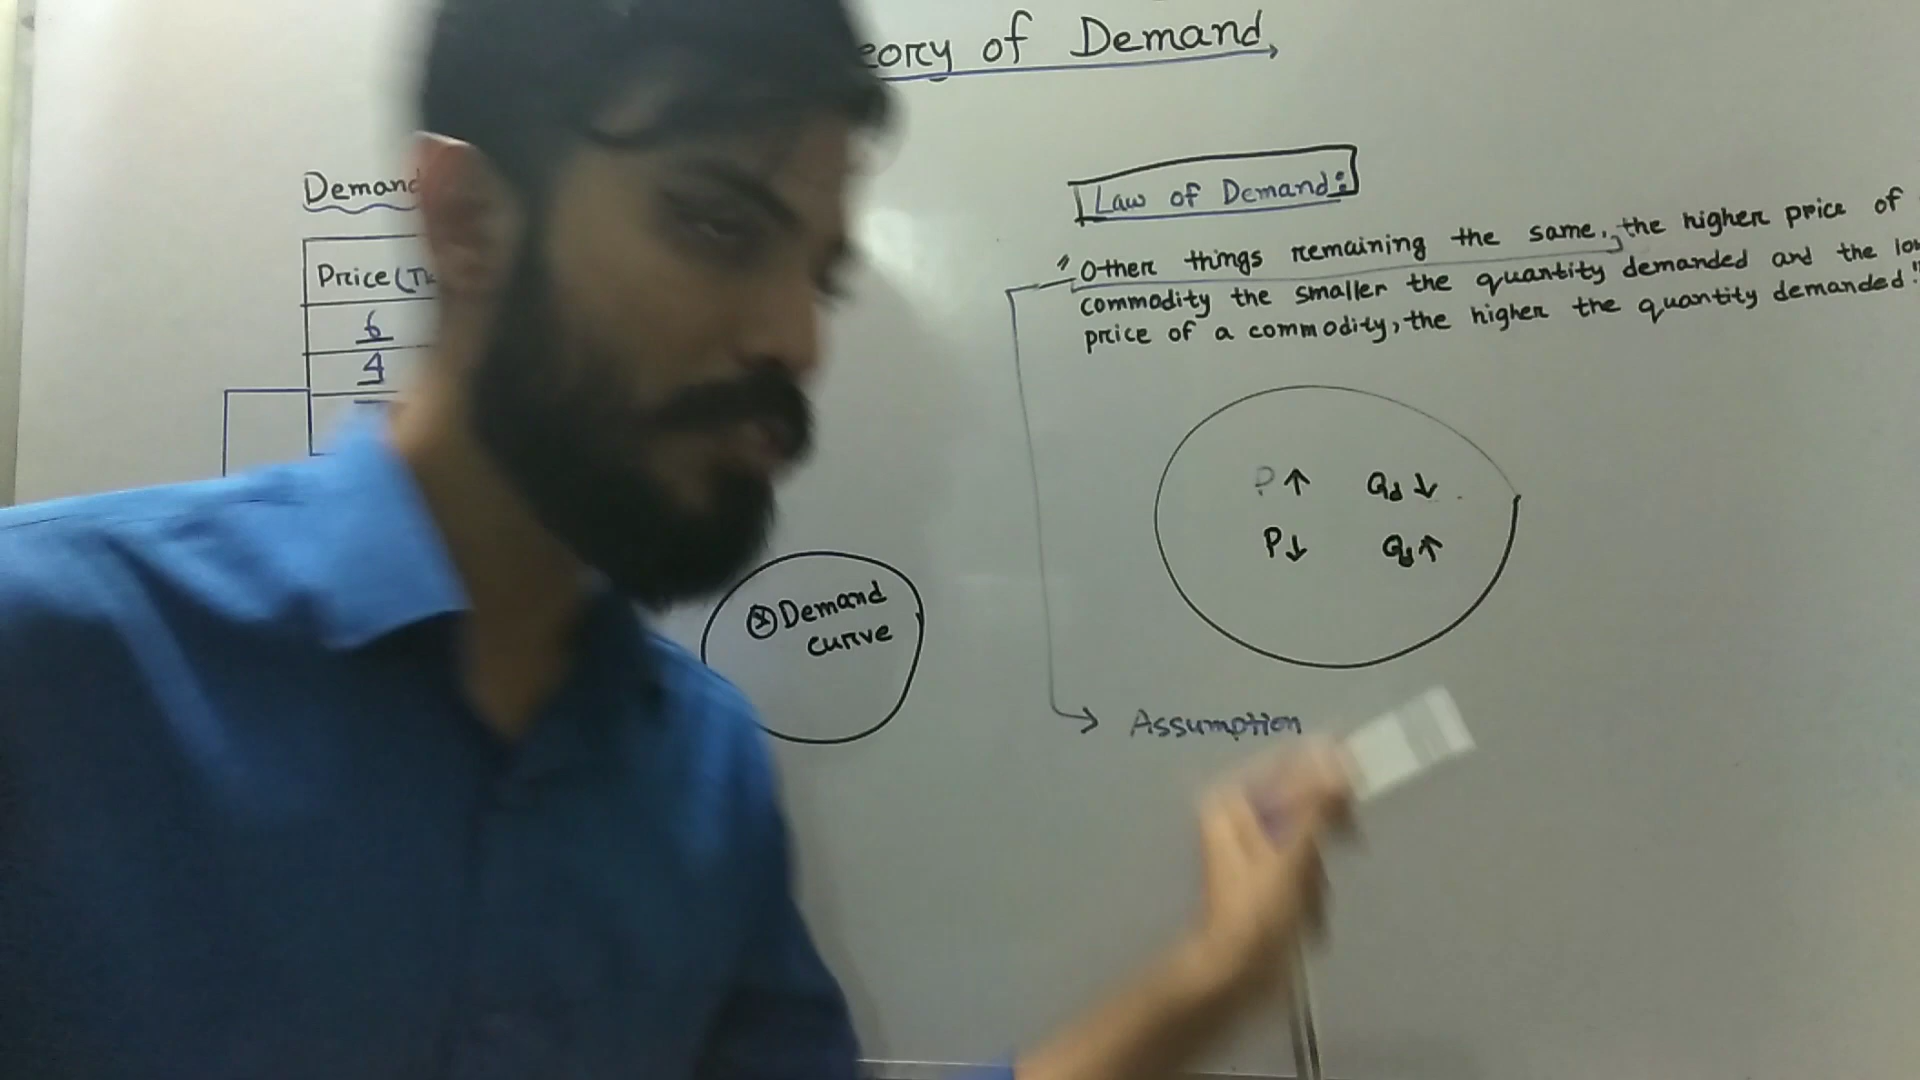 eory of Demand
Demand
Price (Tk
6
4
Demand
curve
Law of Demand:
"Other things remaining the same, the higher price of
commodity the smaller the quantity demanded and the
price of a commodity, the higher the quantity demanded"
P↑ Qd↓
P↓ Qd↑
Assumption